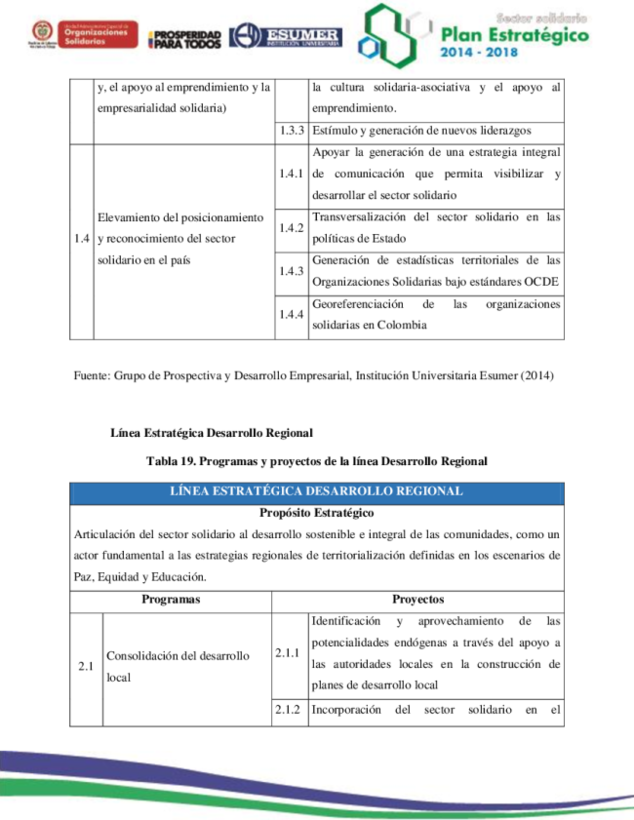 Unidad Administrativa Especial de
Organizaciones
Solidarias
PROSPERIDAD
PARA TODOS
ESUMER
INSTITUCIÓN UNIVERSITARIA
Sector solidario
Plan Estratégico
2014 - 2018
y, el apoyo al emprendimiento y la
empresarialidad solidaria)
la cultura solidaria-asociativa y el apoyo al
emprendimiento.
1.3.3 Estímulo y generación de nuevos liderazgos
1.4 Elevamiento del posicionamiento
y reconocimiento del sector
solidario en el país
1.4.1 Apoyar la generación de una estrategia integral
de comunicación que permita visibilizar y
desarrollar el sector solidario
1.4.2 Transversalización del sector solidario en las
políticas de Estado
1.4.3 Generación de estadísticas territoriales de las
Organizaciones Solidarias bajo estándares OCDE
1.4.4 Georeferenciación de las organizaciones
solidarias en Colombia
Fuente: Grupo de Prospectiva y Desarrollo Empresarial, Institución Universitaria Esumer (2014)
Línea Estratégica Desarrollo Regional
Tabla 19. Programas y proyectos de la línea Desarrollo Regional
LÍNEA ESTRATÉGICA DESARROLLO REGIONAL
Propósito Estratégico
Articulación del sector solidario al desarrollo sostenible e integral de las comunidades, como un
actor fundamental a las estrategias regionales de territorialización definidas en los escenarios de
Paz, Equidad y Educación.
Programas Proyectos
2.1 Consolidación del desarrollo
local
2.1.1 Identificación y aprovechamiento de las
potencialidades endógenas a través del apoyo a
las autoridades locales en la construcción de
planes de desarrollo local
2.1.2 Incorporación del sector solidario en el